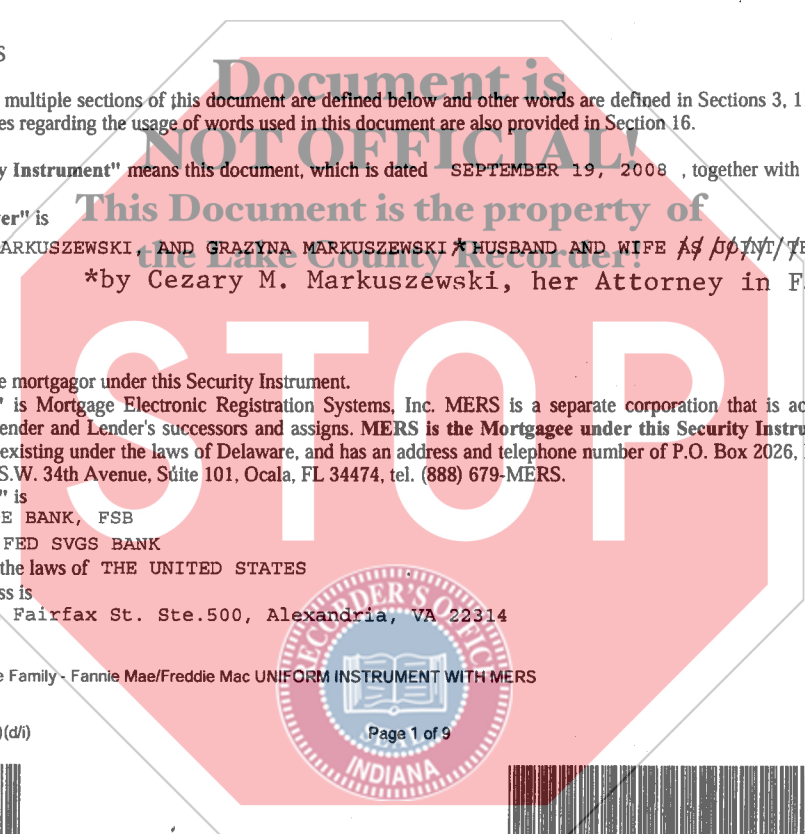 S
Document is
multiple sections of this document are defined below and other words are defined in Sections 3, 1
es regarding the usage of words used in this document are also provided in Section 16.
NOT OFFICIAL!
y Instrument" means this document, which is dated SEPTEMBER 19, 2008 , together with
This Document is the property of
er" is
ARKUSZEWSKI, AND GRAZYNA MARKUSZEWSKI * HUSBAND AND WIFE AS JOINT TE
the Lake County Recorder!
*by Cezary M. Markuszewski, her Attorney in F
STOP
e mortgagor under this Security Instrument.
" is Mortgage Electronic Registration Systems, Inc. MERS is a separate corporation that is ac
ender and Lender's successors and assigns. MERS is the Mortgagee under this Security Instru
existing under the laws of Delaware, and has an address and telephone number of P.O. Box 2026,
S.W. 34th Avenue, Suite 101, Ocala, FL 34474, tel. (888) 679-MERS.
" is
E BANK, FSB
FED SVGS BANK
the laws of THE UNITED STATES
ss is
Fairfax St. Ste.500, Alexandria, VA 22314
RECORDER'S OFFICE
e Family - Fannie Mae/Freddie Mac UNIFORM INSTRUMENT WITH MERS
)(d/i)
Page 1 of 9
SEAL
INDIANA